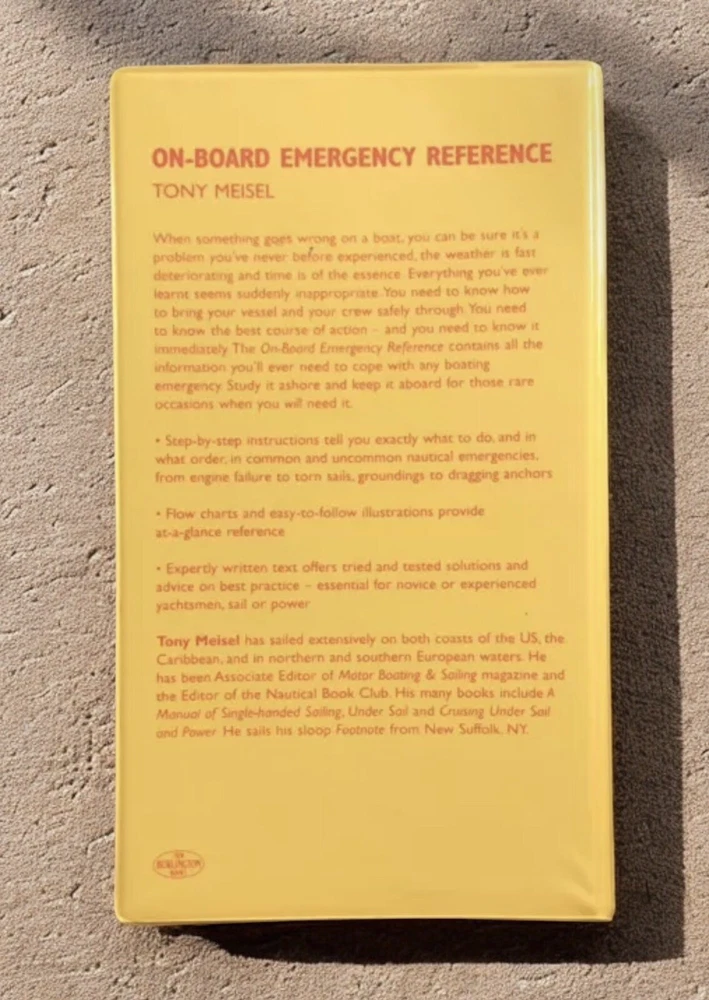 ON-BOARD EMERGENCY REFERENCE
TONY MEISEL
When something goes wrong on a boat, you can be sure it's a
problem you've never before experienced, the weather is fast
deteriorating and time is of the essence. Everything you've ever
learnt seems suddenly inappropriate. You need to know how
to bring your vessel and your crew safely through. You need
to know the best course of action – and you need to know it
immediately. The On-Board Emergency Reference contains all the
information you'll ever need to cope with any boating
emergency. Study it ashore and keep it aboard for those rare
occasions when you will need it.
• Step-by-step instructions tell you exactly what to do, and in
what order, in common and uncommon nautical emergencies,
from engine failure to torn sails, groundings to dragging anchors
• Flow charts and easy-to-follow illustrations provide
at-a-glance reference
• Expertly written text offers tried and tested solutions and
advice on best practice – essential for novice or experienced
yachtsmen, sail or power
Tony Meisel has sailed extensively on both coasts of the US, the
Caribbean, and in northern and southern European waters. He
has been Associate Editor of Motor Boating & Sailing magazine and
the Editor of the Nautical Book Club. His many books include A
Manual of Single-handed Sailing, Under Sail and Cruising Under Sail
and Power. He sails his sloop Footnote from New Suffolk, NY.